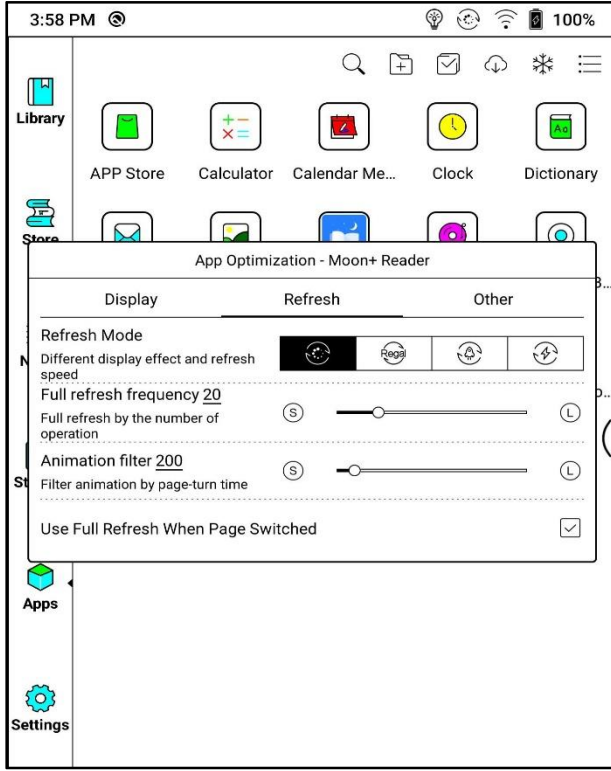 3:58 PM 100%
Library
APP Store Calculator Calendar Me... Clock Dictionary
Aa
Store
App Optimization - Moon+ Reader
Display Refresh Other
Refresh Mode
Different display effect and refresh
speed
Regal
Full refresh frequency 20
Full refresh by the number of
operation
S L
Animation filter 200
Filter animation by page-turn time
S L
Use Full Refresh When Page Switched
Apps
Settings